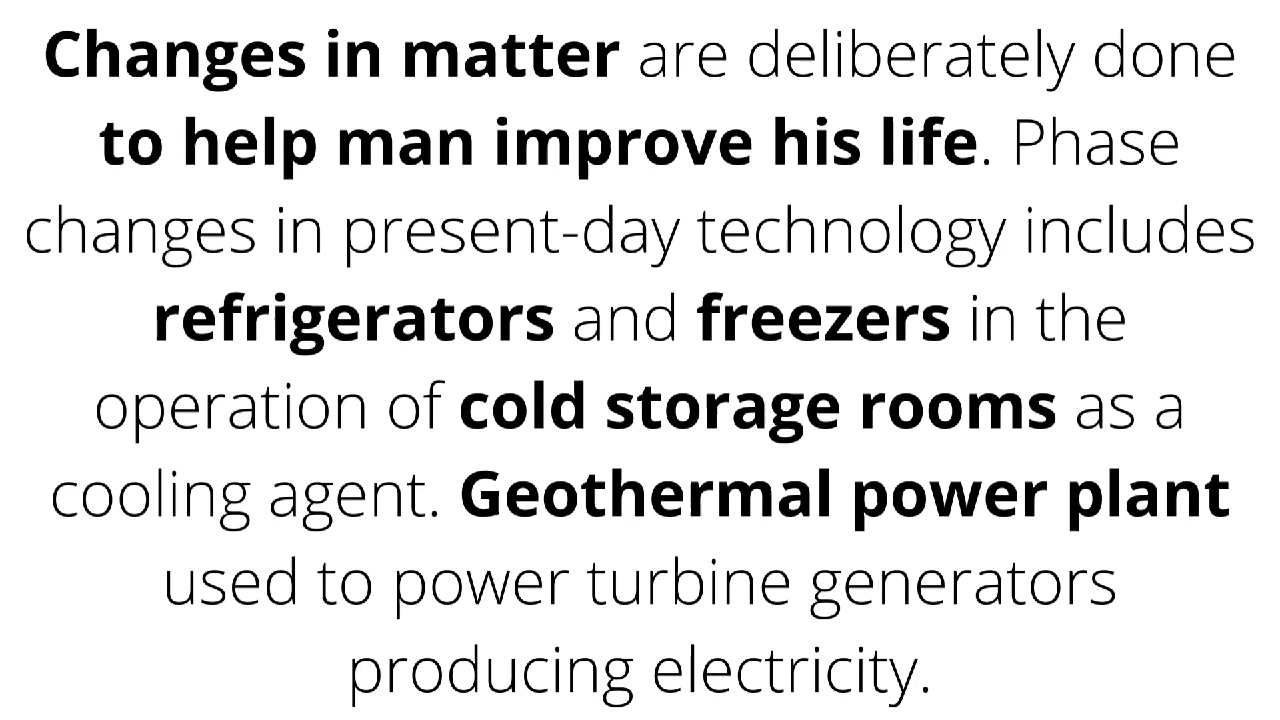 Changes in matter are deliberately done
to help man improve his life. Phase
changes in present-day technology includes
refrigerators and freezers in the
operation of cold storage rooms as a
cooling agent. Geothermal power plant
used to power turbine generators
producing electricity.